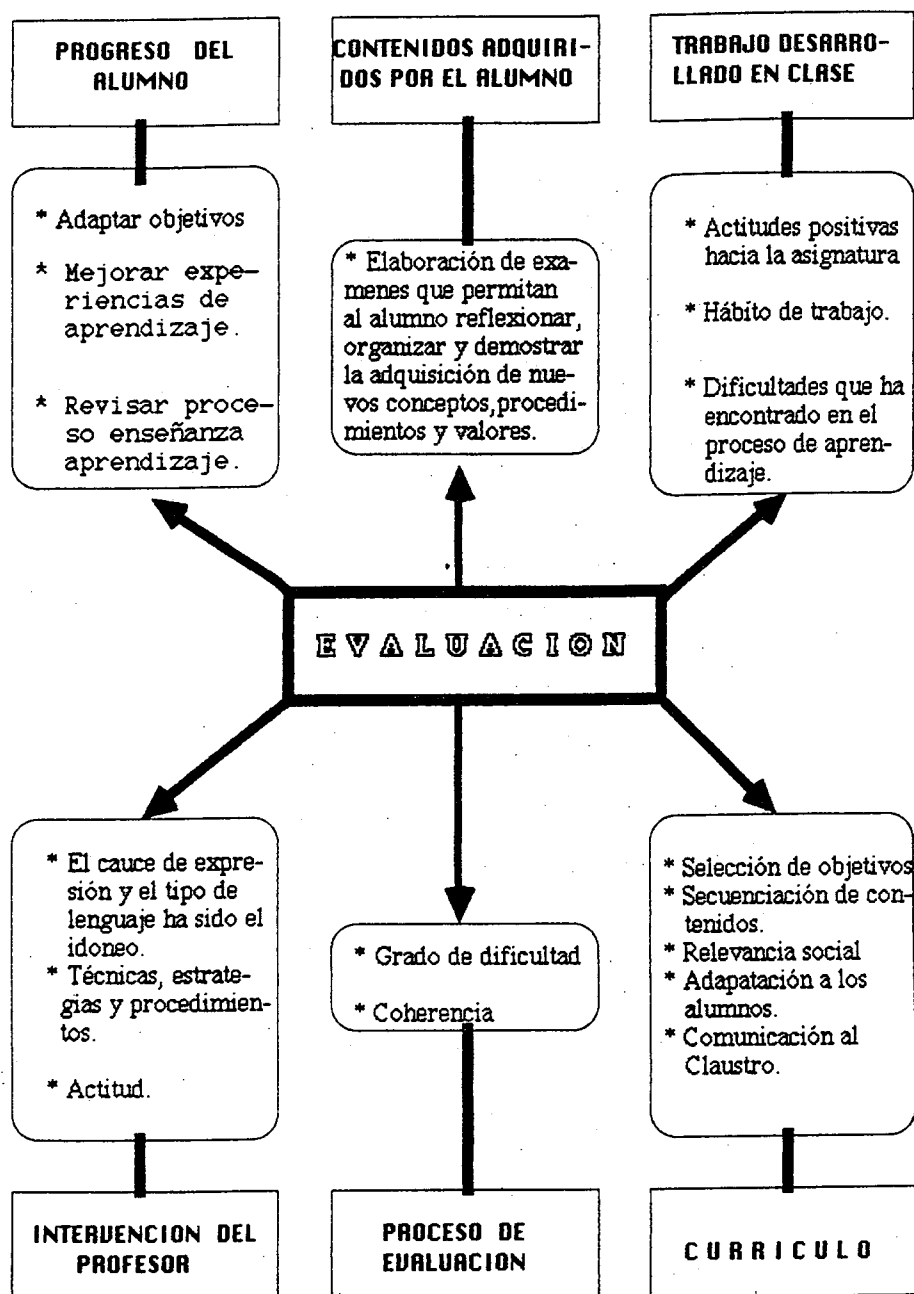 PROGRESO DEL
ALUMNO
CONTENIDOS ADQUIRI-
DOS POR EL ALUMNO
TRABAJO DESARRO-
LLADO EN CLASE
* Adaptar objetivos
* Mejorar expe-
riencias de
aprendizaje.
* Revisar proce-
so enseñanza
aprendizaje.
* Elaboración de exa-
menes que permitan
al alumno reflexionar,
organizar y demostrar
la adquisición de nue-
vos conceptos,procedi-
mientos y valores.
* Actitudes positivas
hacia la asignatura
* Hábito de trabajo.
* Dificultades que ha
encontrado en el
proceso de apren-
dizaje.
EVALUACION
* El cauce de expre-
sión y el tipo de
lenguaje ha sido el
idoneo.
* Técnicas, estrate-
gias y procedimien-
tos.
* Actitud.
* Grado de dificultad
* Coherencia
* Selección de objetivos
* Secuenciación de con-
tenidos.
* Relevancia social
* Adapatación a los
alumnos.
* Comunicación al
Claustro.
INTERVENCION DEL
PROFESOR
PROCESO DE
EVALUACION
CURRICULO